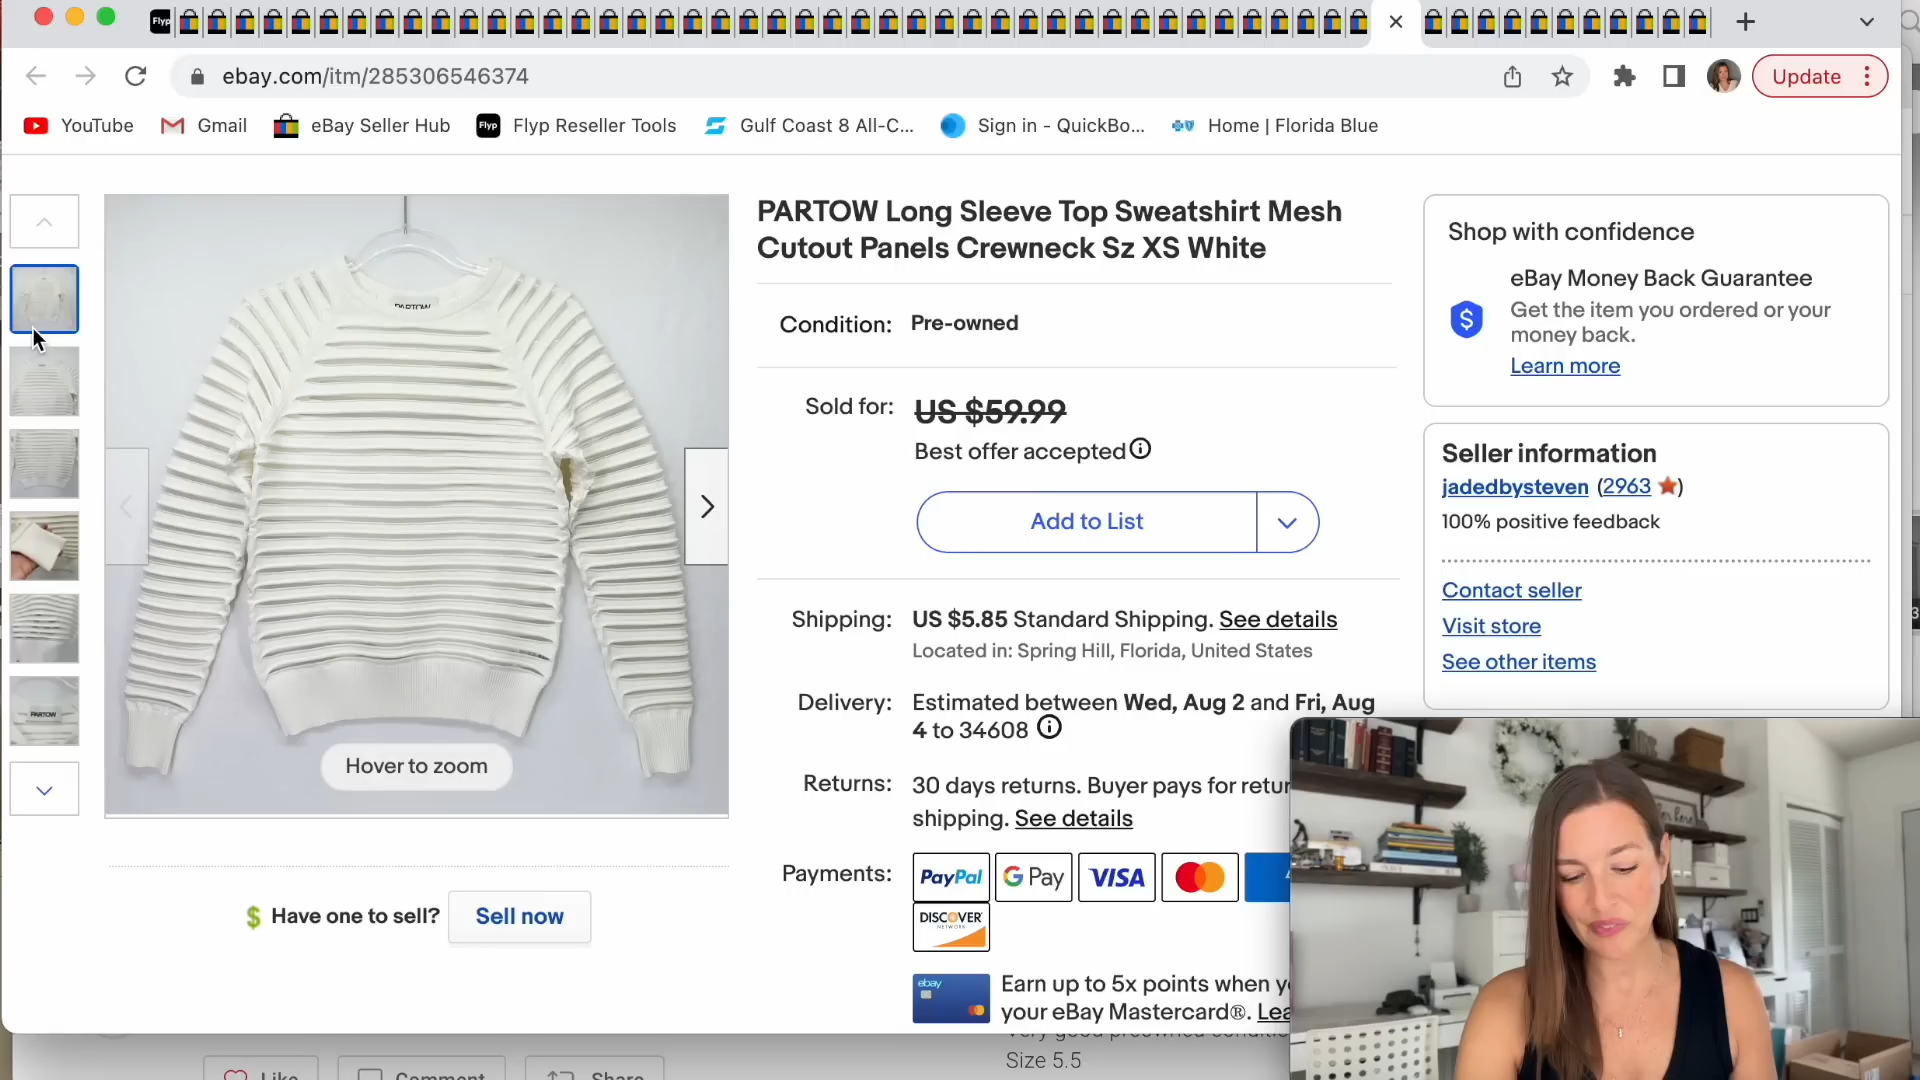 Flyp
ebay.com/itm/285306546374
Update
YouTube
Gmail
eBay Seller Hub
Flyp
Flyp Reseller Tools
Gulf Coast 8 All-C...
Sign in - QuickBo...
Home | Florida Blue
PARTOW Long Sleeve Top Sweatshirt Mesh
Cutout Panels Crewneck Sz XS White
Condition: Pre-owned
Sold for: US $59.99
Best offer accepted
Add to List
Shipping: US $5.85 Standard Shipping. See details
Located in: Spring Hill, Florida, United States
Delivery: Estimated between Wed, Aug 2 and Fri, Aug
4 to 34608
Returns: 30 days returns. Buyer pays for retur
shipping. See details
Payments: PayPal G Pay VISA
DISCOVER
NETWORK
ebay
Earn up to 5x points when y
your eBay Mastercard®. Lea
Shop with confidence
eBay Money Back Guarantee
Get the item you ordered or your
money back.
Learn more
Seller information
jadedbysteven (2963)
100% positive feedback
Contact seller
Visit store
See other items
PARTOW
PARTOW
Hover to zoom
Have one to sell? Sell now
Size 5.5
Like
Comment
Share